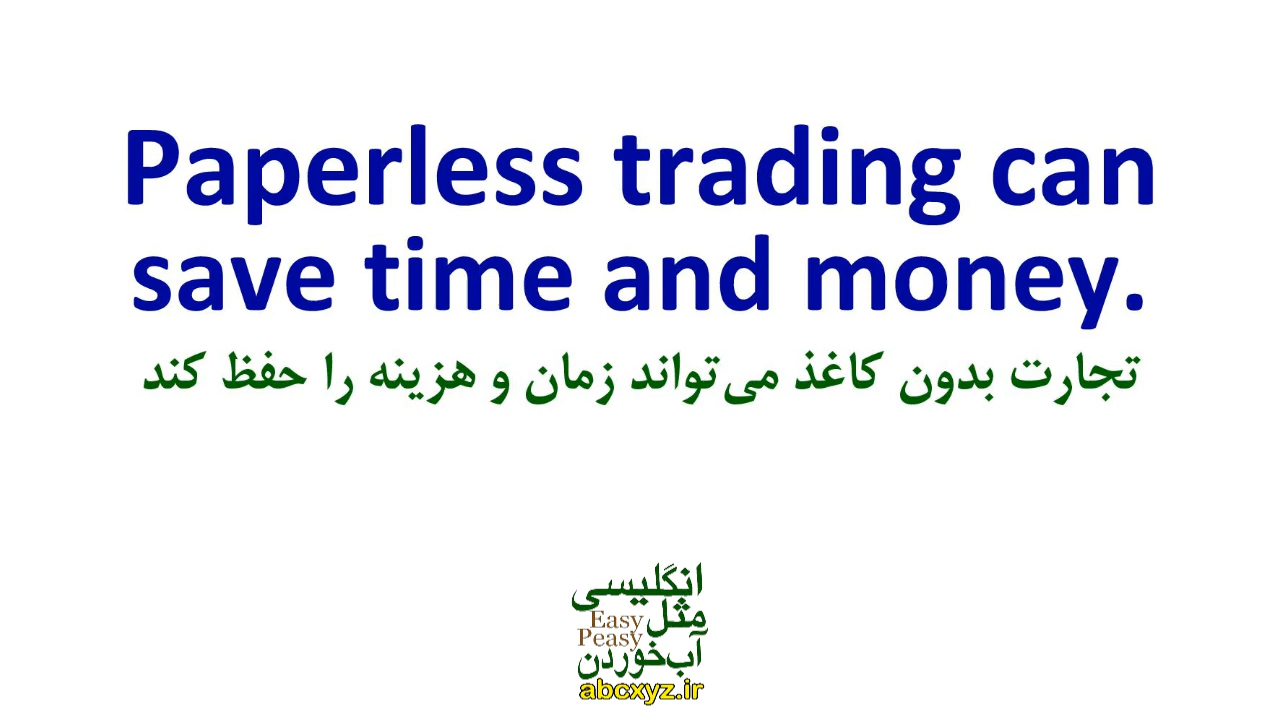 Paperless trading can
save time and money.
تجارت بدون کاغذ می‌تواند زمان و هزینه را حفظ کند
انگلیسی
مثل
Easy
Peasy
آب‌خوردن
abcxyz.ir